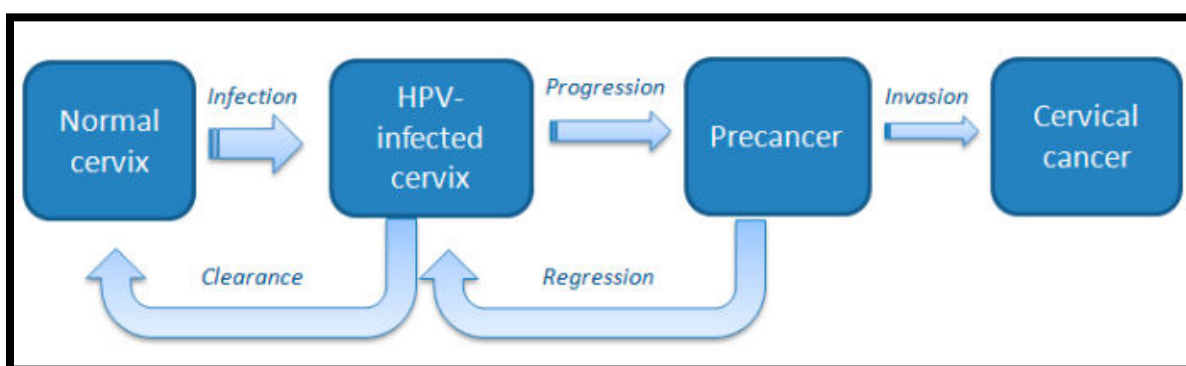 Normal
cervix
Infection
HPV-
infected
cervix
Progression
Precancer
Invasion
Cervical
cancer
Clearance
Regression